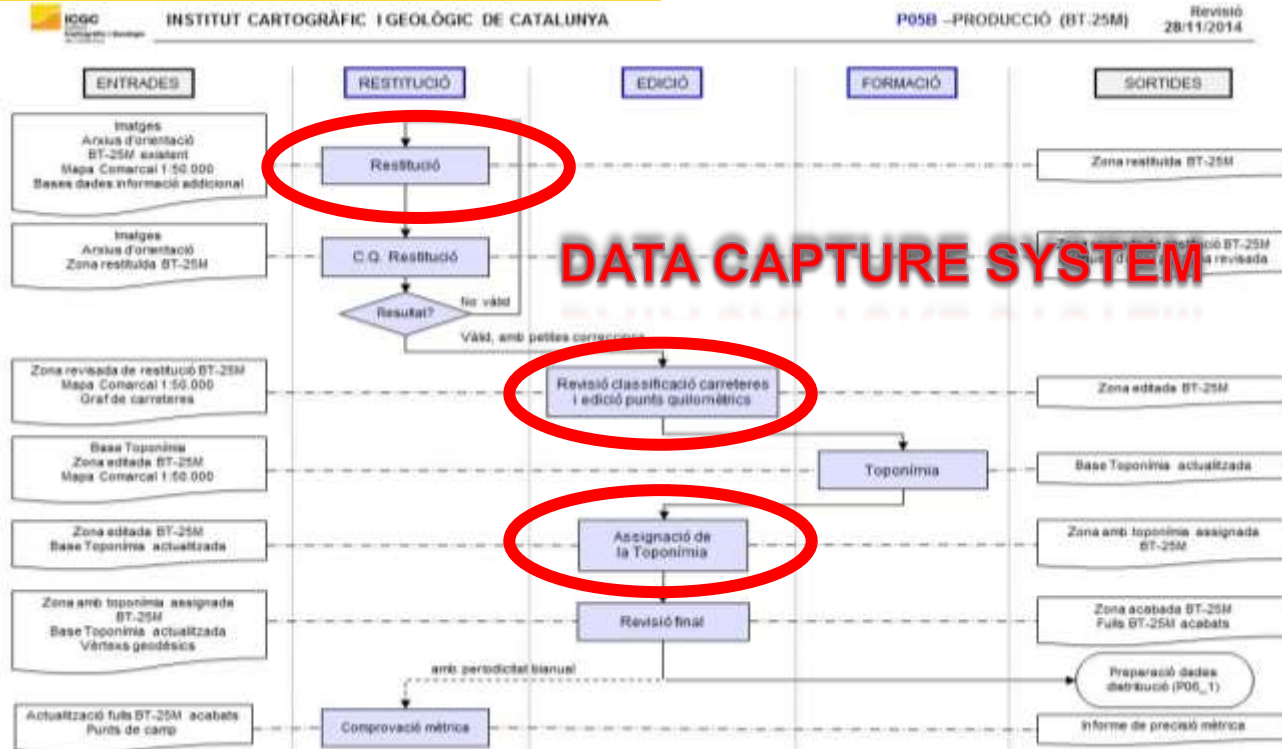 ICGC
INSTITUT CARTOGRÀFIC I GEOLÒGIC DE CATALUNYA
P05B –PRODUCCIÓ (BT-25M)
Revisió
28/11/2014
ENTRADES
RESTITUCIÓ
EDICIÓ
FORMACIÓ
SORTIDES
Imatges
Arxius d'orientació
BT-25M existent
Mapa Comarcal 1:50.000
Bases dades informació addicional
Restitució
Zona restituïda BT-25M
Imatges
Arxius d'orientació
Zona restituïda BT-25M
C.Q. Restitució
DATA CAPTURE SYSTEM
BT-25M
revisada
Resultat?
No vàlid
Vàlid, amb petites correccions
Zona revisada de restitució BT-25M
Mapa Comarcal 1:50.000
Graf de carreteres
Revisió classificació carreteres
i edició punts quilomètrics
Zona editada BT-25M
Base Toponímia
Zona editada BT-25M
Mapa Comarcal 1:50.000
Toponímia
Base Toponímia actualitzada
Zona editada BT-25M
Base Toponímia actualitzada
Assignació de
la Toponímia
Zona amb toponímia assignada
BT-25M
Zona amb toponímia assignada
BT-25M
Base Toponímia actualitzada
Vèrtexs geodèsics
Revisió final
Zona acabada BT-25M
Fulls BT-25M acabats
amb periodicitat bianual
Preparació dades
distribució (P06_1)
Actualització fulls BT-25M acabats
Punts de camp
Comprovació mètrica
Informe de precisió mètrica